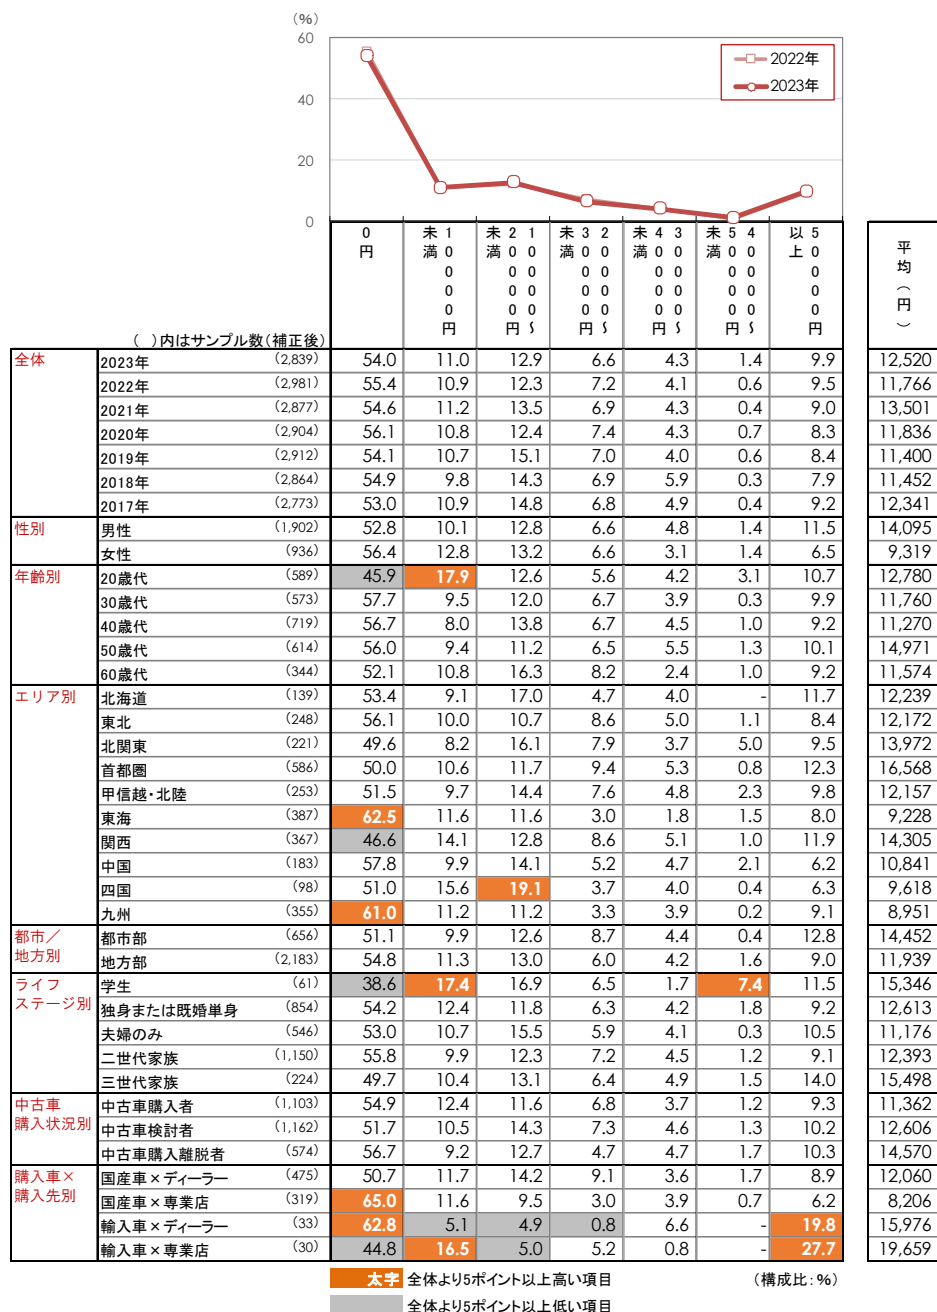 (%)
60
40
20
0
2022年
2023年
0円
10000円未満
10000～20000円未満
20000～30000円未満
30000～40000円未満
40000～50000円未満
50000円以上
平均(円)
( )内はサンプル数(補正後)
全体 2023年 (2,839) 54.0 11.0 12.9 6.6 4.3 1.4 9.9 12,520
2022年 (2,981) 55.4 10.9 12.3 7.2 4.1 0.6 9.5 11,766
2021年 (2,877) 54.6 11.2 13.5 6.9 4.3 0.4 9.0 13,501
2020年 (2,904) 56.1 10.8 12.4 7.4 4.3 0.7 8.3 11,836
2019年 (2,912) 54.1 10.7 15.1 7.0 4.0 0.6 8.4 11,400
2018年 (2,864) 54.9 9.8 14.3 6.9 5.9 0.3 7.9 11,452
2017年 (2,773) 53.0 10.9 14.8 6.8 4.9 0.4 9.2 12,341
性別 男性 (1,902) 52.8 10.1 12.8 6.6 4.8 1.4 11.5 14,095
女性 (936) 56.4 12.8 13.2 6.6 3.1 1.4 6.5 9,319
年齢別 20歳代 (589) 45.9 17.9 12.6 5.6 4.2 3.1 10.7 12,780
30歳代 (573) 57.7 9.5 12.0 6.7 3.9 0.3 9.9 11,760
40歳代 (719) 56.7 8.0 13.8 6.7 4.5 1.0 9.2 11,270
50歳代 (614) 56.0 9.4 11.2 6.5 5.5 1.3 10.1 14,971
60歳代 (344) 52.1 10.8 16.3 8.2 2.4 1.0 9.2 11,574
エリア別 北海道 (139) 53.4 9.1 17.0 4.7 4.0 - 11.7 12,239
東北 (248) 56.1 10.0 10.7 8.6 5.0 1.1 8.4 12,172
北関東 (221) 49.6 8.2 16.1 7.9 3.7 5.0 9.5 13,972
首都圏 (586) 50.0 10.6 11.7 9.4 5.3 0.8 12.3 16,568
甲信越・北陸 (253) 51.5 9.7 14.4 7.6 4.8 2.3 9.8 12,157
東海 (387) 62.5 11.6 11.6 3.0 1.8 1.5 8.0 9,228
関西 (367) 46.6 14.1 12.8 8.6 5.1 1.0 11.9 14,305
中国 (183) 57.8 9.9 14.1 5.2 4.7 2.1 6.2 10,841
四国 (98) 51.0 15.6 19.1 3.7 4.0 0.4 6.3 9,618
九州 (355) 61.0 11.2 11.2 3.3 3.9 0.2 9.1 8,951
都市／地方別 都市部 (656) 51.1 9.9 12.6 8.7 4.4 0.4 12.8 14,452
地方部 (2,183) 54.8 11.3 13.0 6.0 4.2 1.6 9.0 11,939
ライフステージ別 学生 (61) 38.6 17.4 16.9 6.5 1.7 7.4 11.5 15,346
独身または既婚単身 (854) 54.2 12.4 11.8 6.3 4.2 1.8 9.2 12,613
夫婦のみ (546) 53.0 10.7 15.5 5.9 4.1 0.3 10.5 11,176
二世代家族 (1,150) 55.8 9.9 12.3 7.2 4.5 1.2 9.1 12,393
三世代家族 (224) 49.7 10.4 13.1 6.4 4.9 1.5 14.0 15,498
中古車購入状況別 中古車購入者 (1,103) 54.9 12.4 11.6 6.8 3.7 1.2 9.3 11,362
中古車検討者 (1,162) 51.7 10.5 14.3 7.3 4.6 1.3 10.2 12,606
中古車購入離脱者 (574) 56.7 9.2 12.7 4.7 4.7 1.7 10.3 14,570
購入車×購入先別 国産車×ディーラー (475) 50.7 11.7 14.2 9.1 3.6 1.7 8.9 12,060
国産車×専業店 (319) 65.0 11.6 9.5 3.0 3.9 0.7 6.2 8,206
輸入車×ディーラー (33) 62.8 5.1 4.9 0.8 6.6 - 19.8 15,976
輸入車×専業店 (30) 44.8 16.5 5.0 5.2 0.8 - 27.7 19,659
太字 全体より5ポイント以上高い項目 (構成比:%)
全体より5ポイント以上低い項目